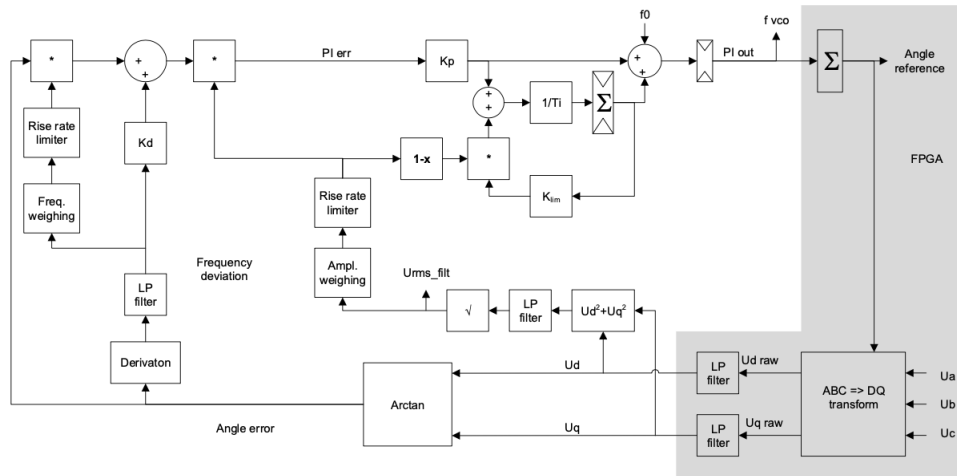 f0
f vco
*
+
+
*
PI err
Kp
+
+
PI out
Σ
Angle
reference
+
+
1/Ti
Σ
Rise rate
limiter
Kd
FPGA
1-x
*
Rise rate
limiter
Klim
Freq.
weighing
Frequency
deviation
Ampl.
weighing
Urms_filt
LP
filter
√
LP
filter
Ud²+Uq²
Derivaton
Ud
LP
filter
Ud raw
ABC => DQ
transform
Ua
Arctan
Ub
Angle error
Uq
LP
filter
Uq raw
Uc